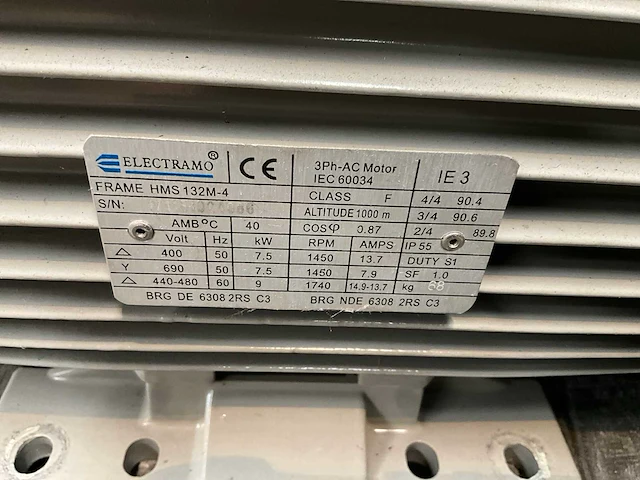 ELECTRAMO® CE 3Ph-AC Motor IE 3
IEC 60034
FRAME HMS 132M-4 CLASS F 4/4 90.4
S/N: ALTITUDE 1000 m 3/4 90.6
AMB°C 40 COSφ 0.87 2/4 89.8
Volt Hz kW RPM AMPS IP 55
△ 400 50 7.5 1450 13.7 DUTY S1
Y 690 50 7.5 1450 7.9 SF 1.0
△ 440-480 60 9 1740 14,9-13.7 kg 68
BRG DE 6308 2RS C3 BRG NDE 6308 2RS C3